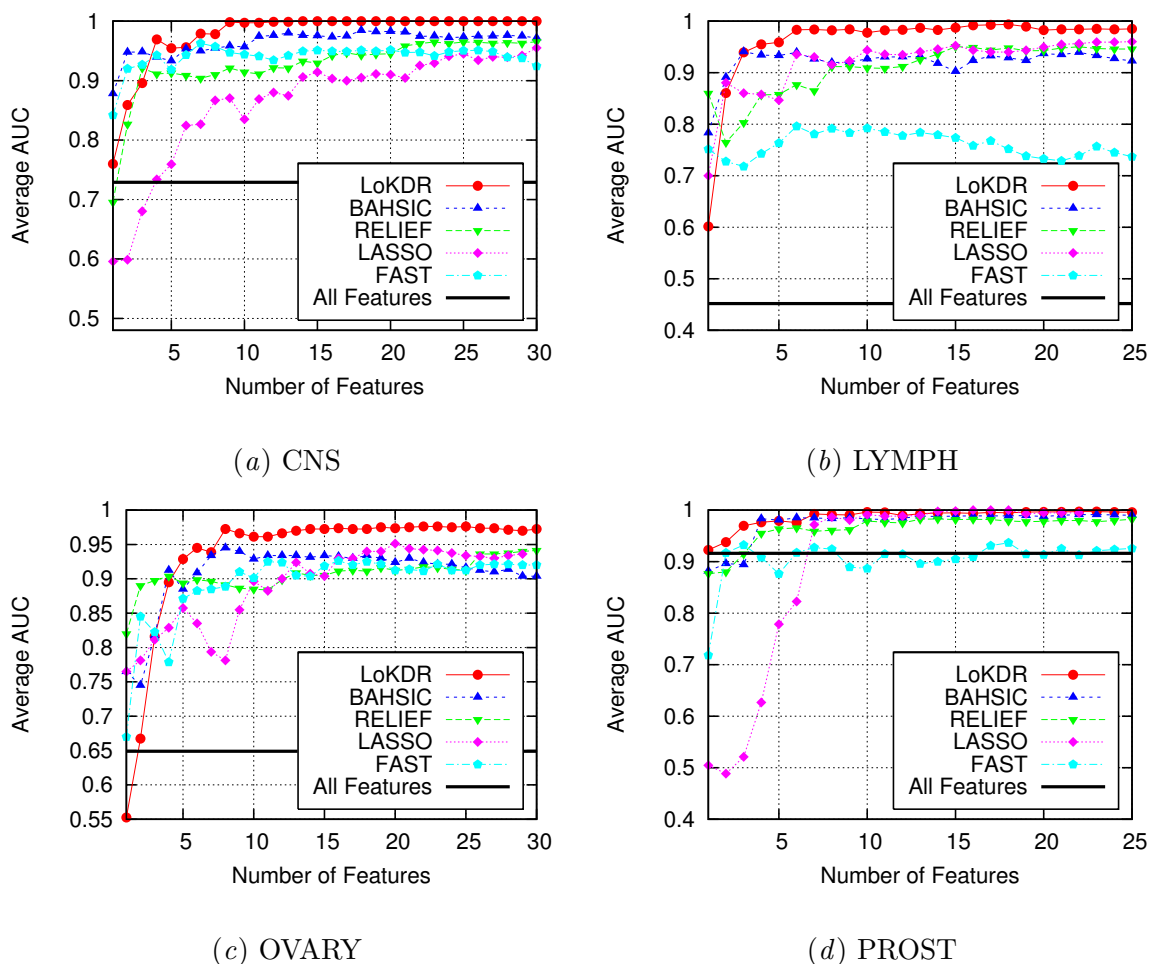 1
0.9
0.8
0.7
0.6
0.5
Average AUC
LoKDR
BAHSIC
RELIEF
LASSO
FAST
All Features
5 10 15 20 25 30
Number of Features
(a) CNS
1
0.9
0.8
0.7
0.6
0.5
0.4
Average AUC
LoKDR
BAHSIC
RELIEF
LASSO
FAST
All Features
5 10 15 20 25
Number of Features
(b) LYMPH
1
0.95
0.9
0.85
0.8
0.75
0.7
0.65
0.6
0.55
Average AUC
LoKDR
BAHSIC
RELIEF
LASSO
FAST
All Features
5 10 15 20 25 30
Number of Features
(c) OVARY
1
0.9
0.8
0.7
0.6
0.5
0.4
Average AUC
LoKDR
BAHSIC
RELIEF
LASSO
FAST
All Features
5 10 15 20 25
Number of Features
(d) PROST